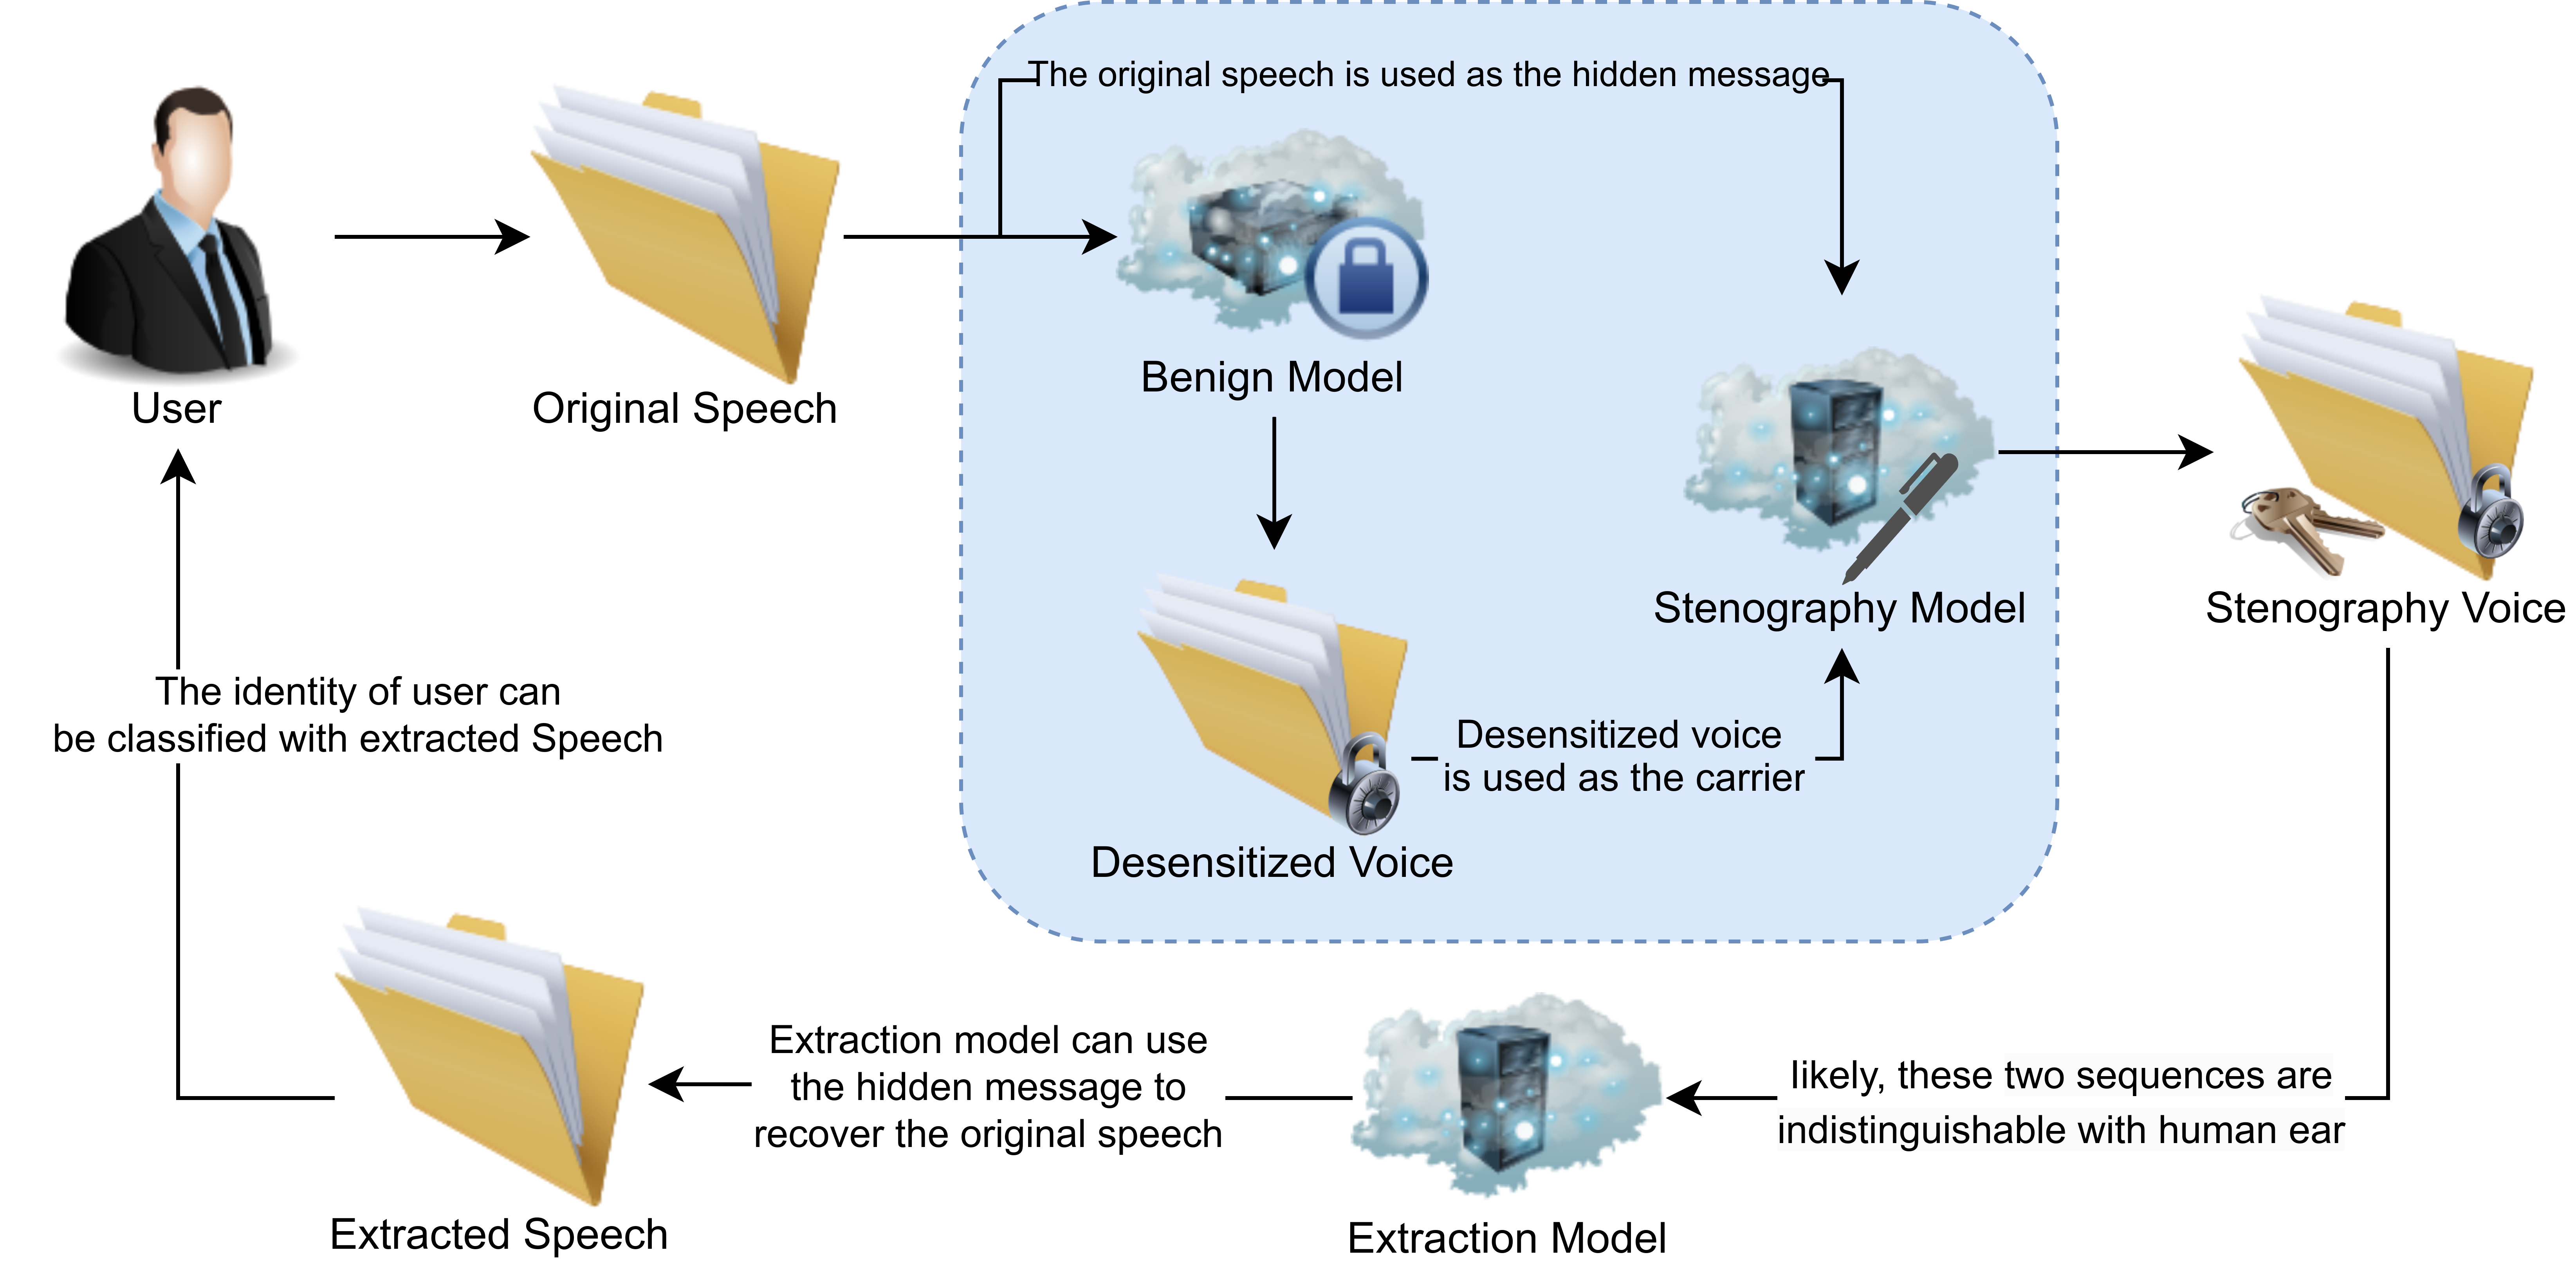 The original speech is used as the hidden message
User
Original Speech
Benign Model
Stenography Model
Stenography Voice
The identity of user can
be classified with extracted Speech
Desensitized voice
is used as the carrier
Desensitized Voice
Extraction model can use
the hidden message to
recover the original speech
likely, these two sequences are
indistinguishable with human ear
Extracted Speech
Extraction Model